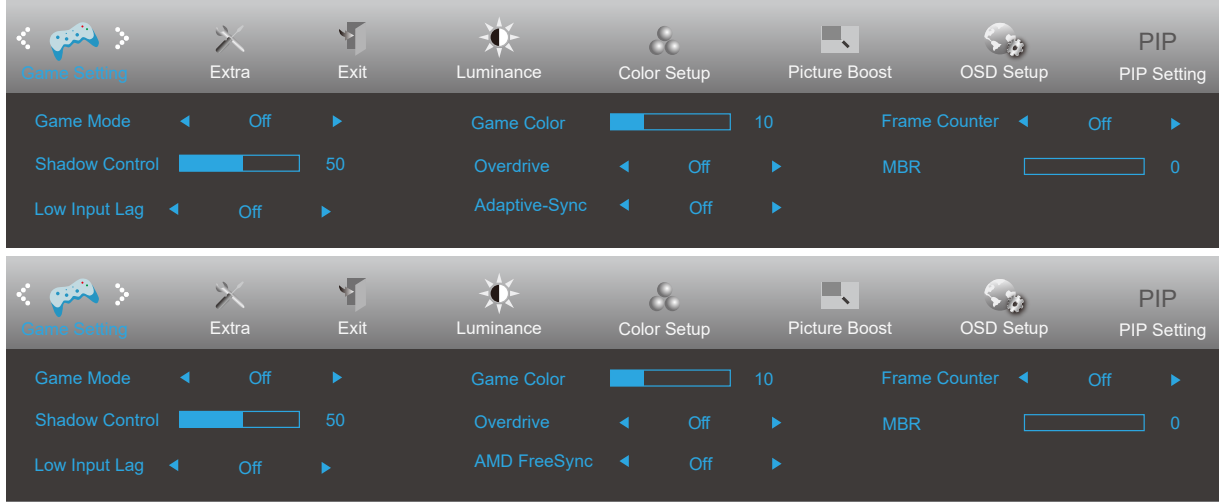 PIP
Game Setting Extra Exit Luminance Color Setup Picture Boost OSD Setup PIP Setting
Game Mode Off Game Color 10 Frame Counter Off
Shadow Control 50 Overdrive Off MBR 0
Low Input Lag Off Adaptive-Sync Off
PIP
Game Setting Extra Exit Luminance Color Setup Picture Boost OSD Setup PIP Setting
Game Mode Off Game Color 10 Frame Counter Off
Shadow Control 50 Overdrive Off MBR 0
Low Input Lag Off AMD FreeSync Off